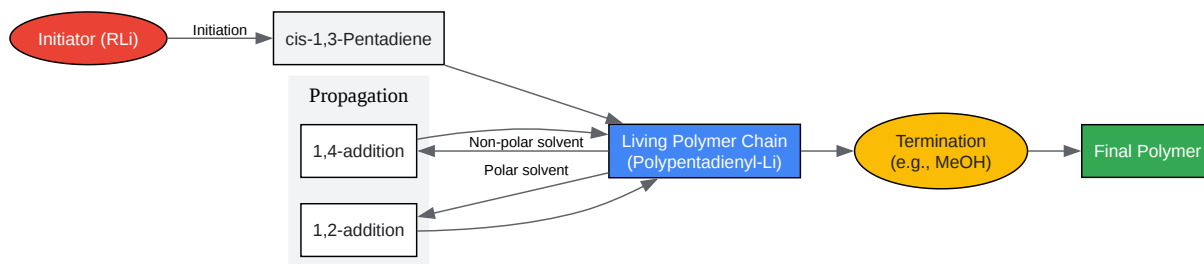 Initiator (RLi)
Initiation
cis-1,3-Pentadiene
Propagation
1,4-addition
1,2-addition
Non-polar solvent
Polar solvent
Living Polymer Chain
(Polypentadienyl-Li)
Termination
(e.g., MeOH)
Final Polymer